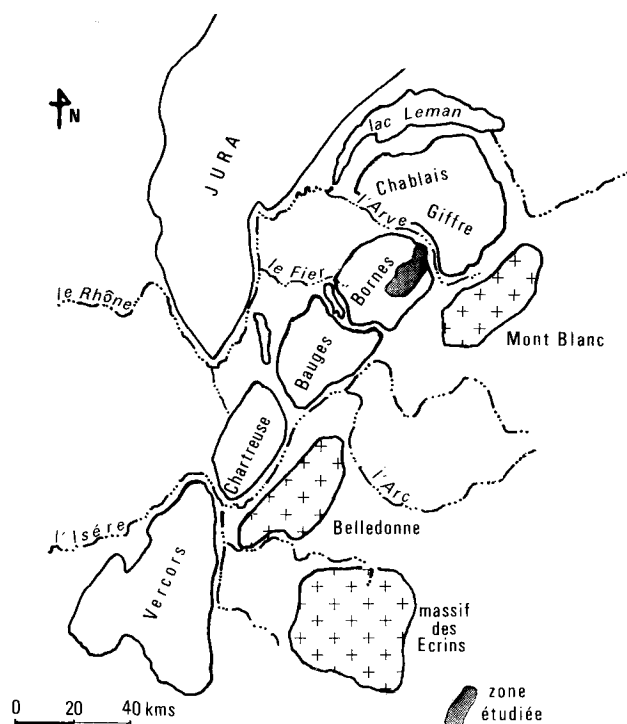 N
JURA
lac Leman
Chablais
Giffre
l'Arve
le Fier
Bornes
le Rhône
Mont Blanc
Bauges
Chartreuse
l'Arc
Belledonne
l'Isére
Vercors
massif
des
Ecrins
0 20 40 kms
zone
étudiée